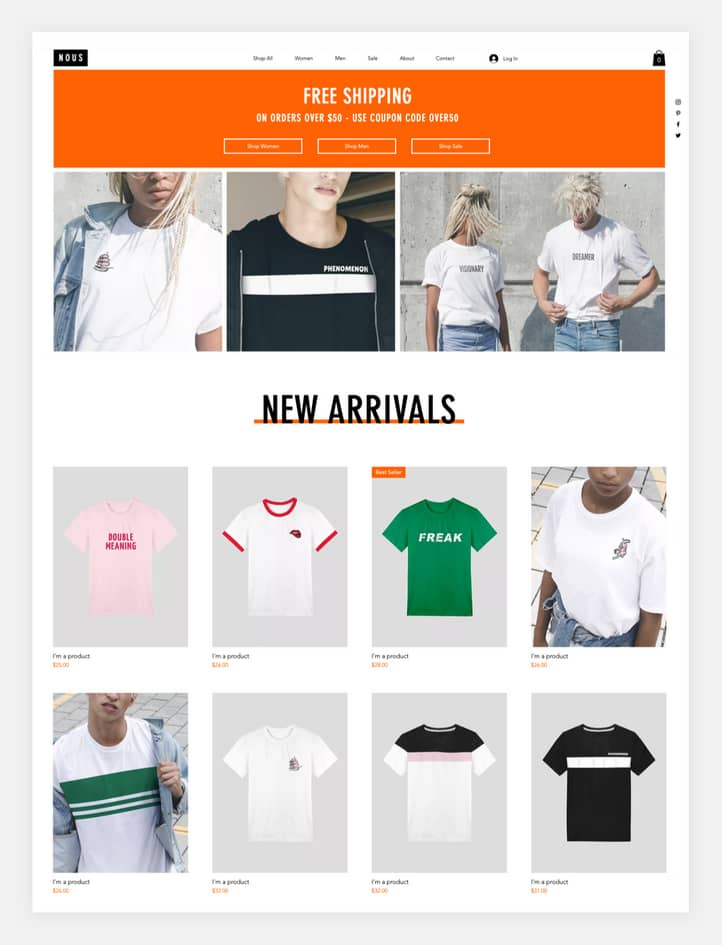 NOUS
Shop All Women Men Sale About Contact Log In 0
FREE SHIPPING
ON ORDERS OVER $50 - USE COUPON CODE OVER50
Shop Women Shop Men Shop Sale
PHENOMENON
VISIONARY
DREAMER
NEW ARRIVALS
DOUBLE
MEANING
Best Seller
FREAK
I'm a product
$25.00
I'm a product
$26.00
I'm a product
$28.00
I'm a product
$26.00
I'm a product
$26.00
I'm a product
$32.00
I'm a product
$32.00
I'm a product
$31.00